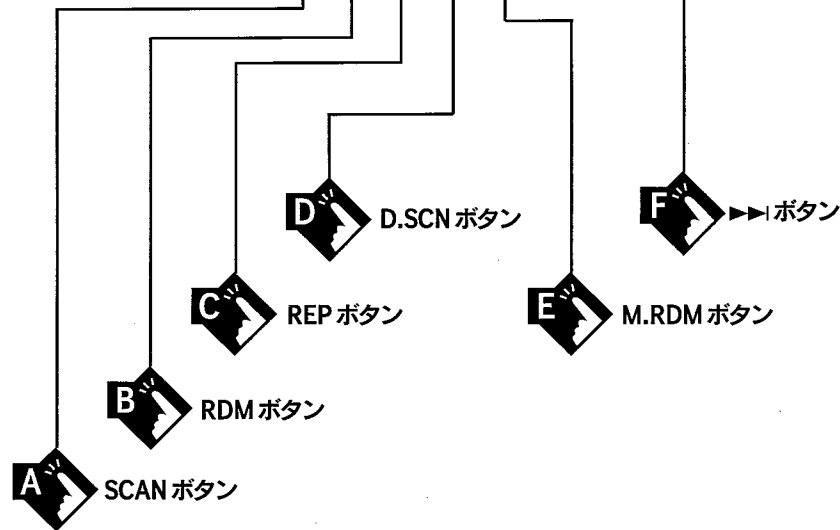 D D.SCN ボタン
F ▶▶|ボタン
C REP ボタン
E M.RDM ボタン
B RDM ボタン
A SCAN ボタン